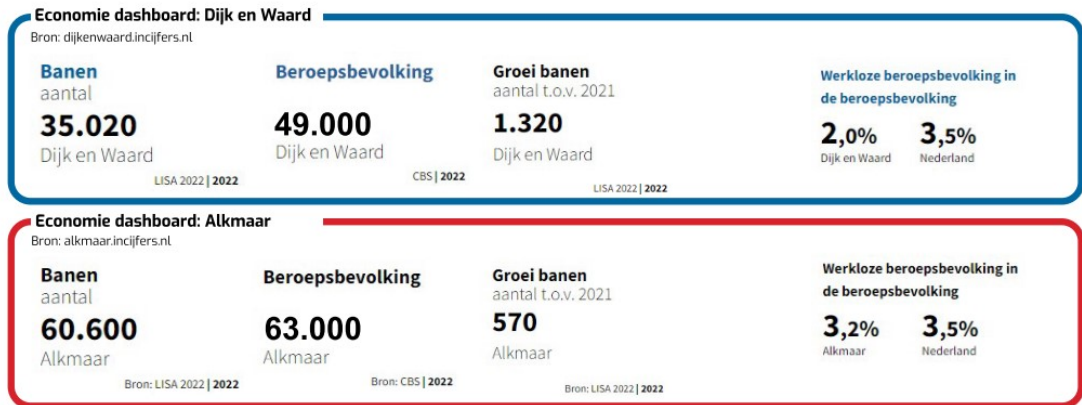 Economie dashboard: Dijk en Waard
Bron: dijkenwaard.incijfers.nl
Banen
aantal
35.020
Dijk en Waard
LISA 2022 | 2022
Beroepsbevolking
49.000
Dijk en Waard
CBS | 2022
Groei banen
aantal t.o.v. 2021
1.320
Dijk en Waard
LISA 2022 | 2022
Werkloze beroepsbevolking in
de beroepsbevolking
2,0% 3,5%
Dijk en Waard Nederland
Economie dashboard: Alkmaar
Bron: alkmaar.incijfers.nl
Banen
aantal
60.600
Alkmaar
Bron: LISA 2022 | 2022
Beroepsbevolking
63.000
Alkmaar
Bron: CBS | 2022
Groei banen
aantal t.o.v. 2021
570
Alkmaar
Bron: LISA 2022 | 2022
Werkloze beroepsbevolking in
de beroepsbevolking
3,2% 3,5%
Alkmaar Nederland